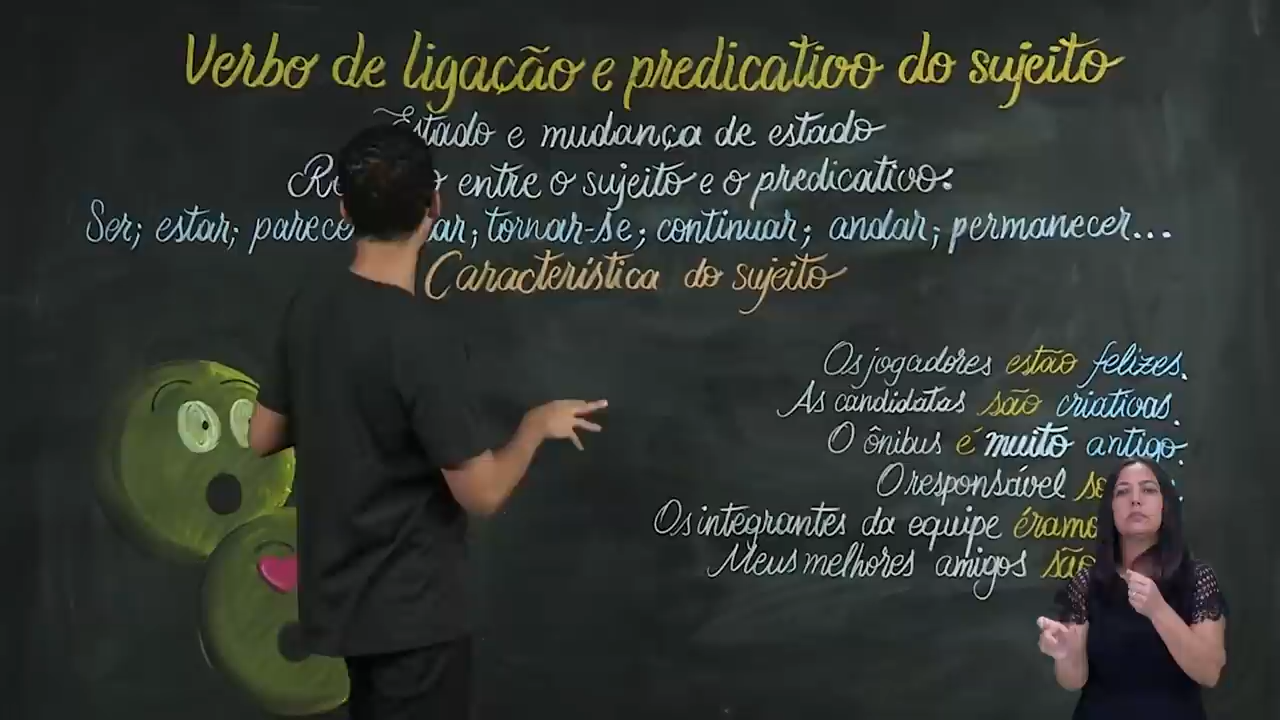 Verbo de ligação e predicativo do sujeito
Estado e mudança de estado
entre o sujeito e o predicativo:
Ser; estar; parece ar; tornar-se; continuar; andar; permanecer...
Característica do sujeito
Os jogadores estão felizes.
As candidatas são criativas.
O ônibus é muito antigo.
O responsável
Os integrantes da equipe
Meus melhores amigos são